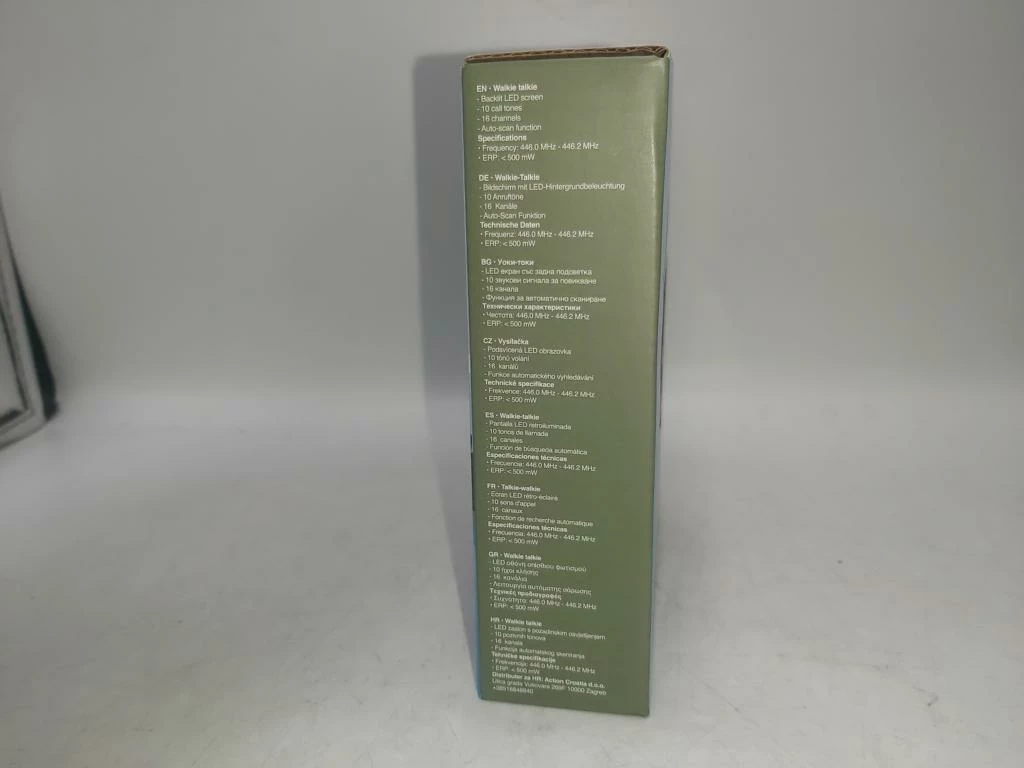 EN • Walkie talkie
- Backlit LED screen
- 10 call tones
- 16 channels
- Auto-scan function
Specifications
• Frequency: 446.0 MHz - 446.2 MHz
• ERP: < 500 mW
DE • Walkie-Talkie
- Bildschirm mit LED-Hintergrundbeleuchtung
- 10 Anruftöne
- 16 Kanäle
- Auto-Scan Funktion
Technische Daten
• Frequenz: 446.0 MHz - 446.2 MHz
• ERP: < 500 mW
BG • Уоки-токи
- LED екран със задна подсветка
- 10 звукови сигнала за повикване
- 16 канала
- Функция за автоматично сканиране
Технически характеристики
• Честота: 446.0 MHz - 446.2 MHz
• ERP: < 500 mW
CZ • Vysílačka
- Podsvícená LED obrazovka
- 10 tónů volání
- 16 kanálů
- Funkce automatického vyhledávání
Technické specifikace
• Frekvence: 446.0 MHz - 446.2 MHz
• ERP: < 500 mW
ES • Walkie-talkie
- Pantalla LED retroiluminada
- 10 tonos de llamada
- 16 canales
- Función de búsqueda automática
Especificaciones técnicas
• Frecuencia: 446.0 MHz - 446.2 MHz
• ERP: < 500 mW
FR • Talkie-walkie
- Écran LED rétro-éclairé
- 10 sons d'appel
- 16 canaux
- Fonction de recherche automatique
Especificaciones técnicas
• Frecuencia: 446.0 MHz - 446.2 MHz
• ERP: < 500 mW
GR • Walkie talkie
- LED οθόνη οπίσθιου φωτισμού
- 10 ήχοι κλήσης
- 16 κανάλια
- Λειτουργία αυτόματης σάρωσης
Τεχνικές προδιαγραφές
• Συχνότητα: 446.0 MHz - 446.2 MHz
• ERP: < 500 mW
HR • Walkie talkie
- LED zaslon s pozadinskim osvjetljenjem
- 10 pozivnih tonova
- 16 kanala
- Funkcija automatskog skeniranja
Tehničke specifikacije
• Frekvencija: 446.0 MHz - 446.2 MHz
• ERP: < 500 mW
Distributer za HR: Action Croatia d.o.o.
Ulica grada Vukovara 269F 10000 Zagreb
+38516848840